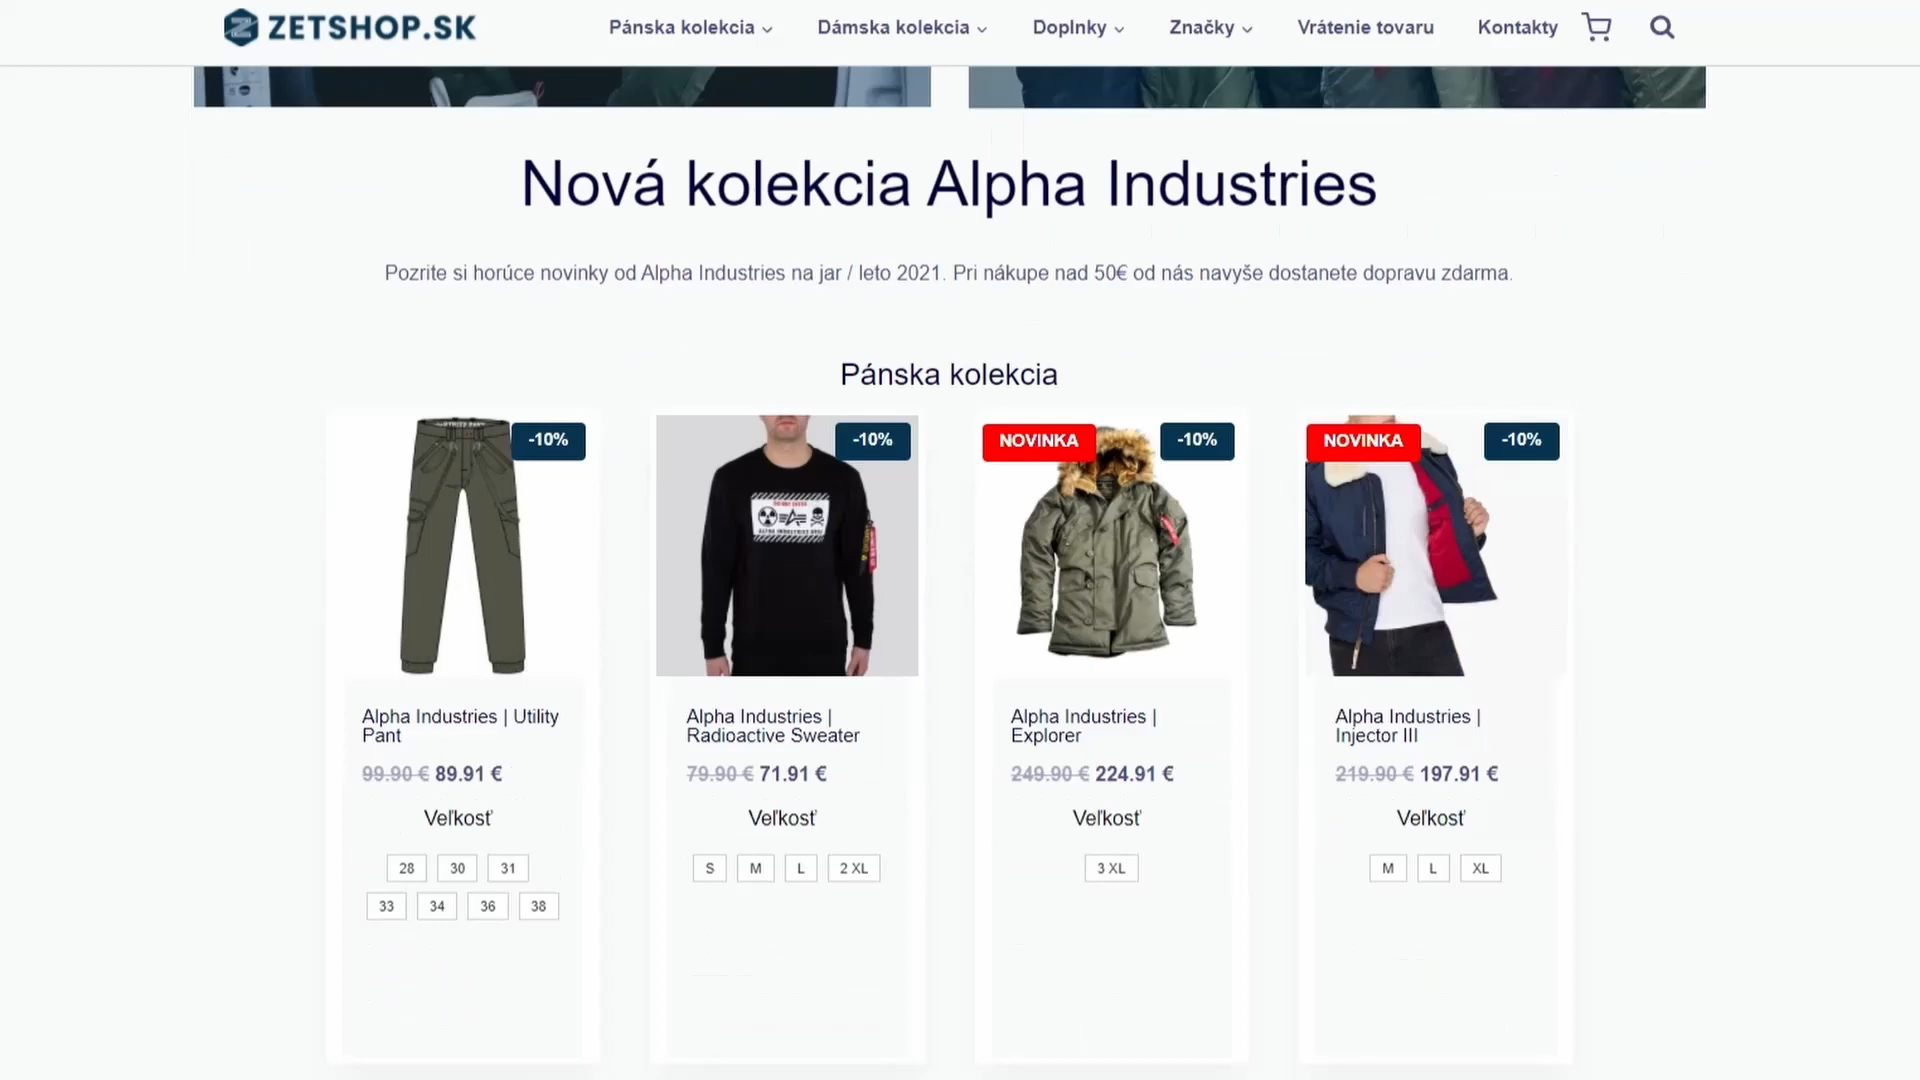 ZETSHOP.SK
Pánska kolekcia
Dámska kolekcia
Doplnky
Značky
Vrátenie tovaru
Kontakty
Nová kolekcia Alpha Industries
Pozrite si horúce novinky od Alpha Industries na jar / leto 2021. Pri nákupe nad 50€ od nás navyše dostanete dopravu zdarma.
Pánska kolekcia
-10%
Alpha Industries | Utility
Pant
99.90 € 89.91 €
Veľkosť
28 30 31
33 34 36 38
-10%
Alpha Industries |
Radioactive Sweater
79.90 € 71.91 €
Veľkosť
S M L 2 XL
NOVINKA
-10%
Alpha Industries |
Explorer
249.90 € 224.91 €
Veľkosť
3 XL
NOVINKA
-10%
Alpha Industries |
Injector III
219.90 € 197.91 €
Veľkosť
M L XL